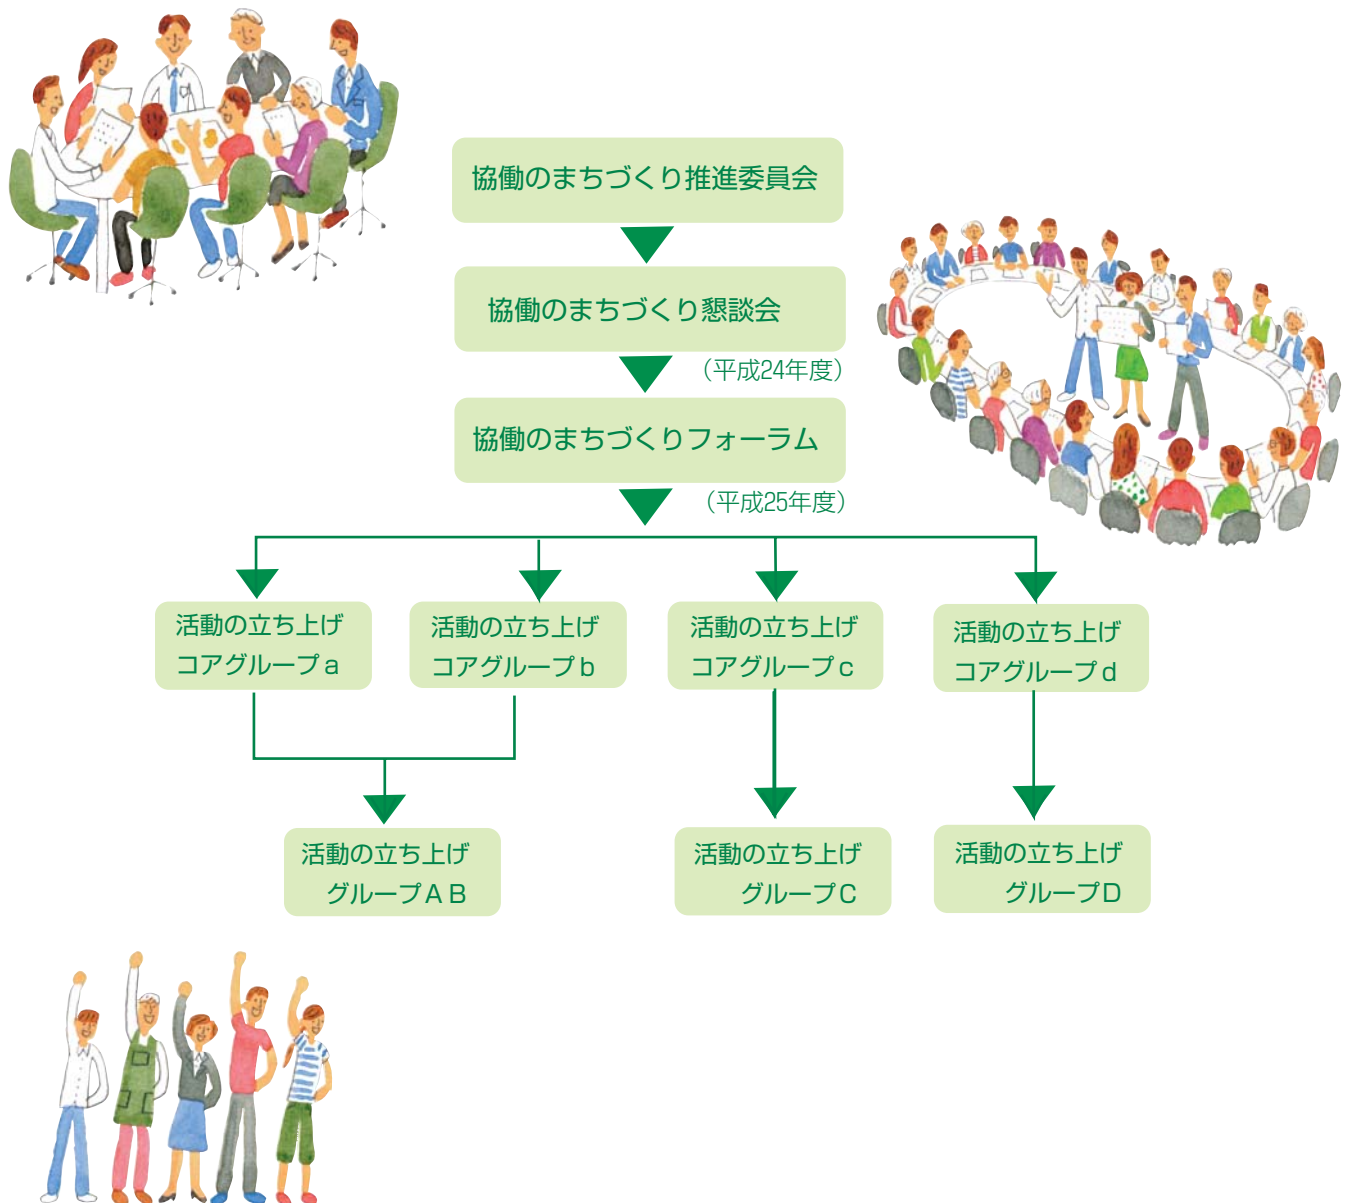 協働のまちづくり推進委員会
協働のまちづくり懇談会
（平成24年度）
協働のまちづくりフォーラム
（平成25年度）
活動の立ち上げ
コアグループａ
活動の立ち上げ
コアグループｂ
活動の立ち上げ
コアグループｃ
活動の立ち上げ
コアグループｄ
活動の立ち上げ
グループＡＢ
活動の立ち上げ
グループＣ
活動の立ち上げ
グループＤ